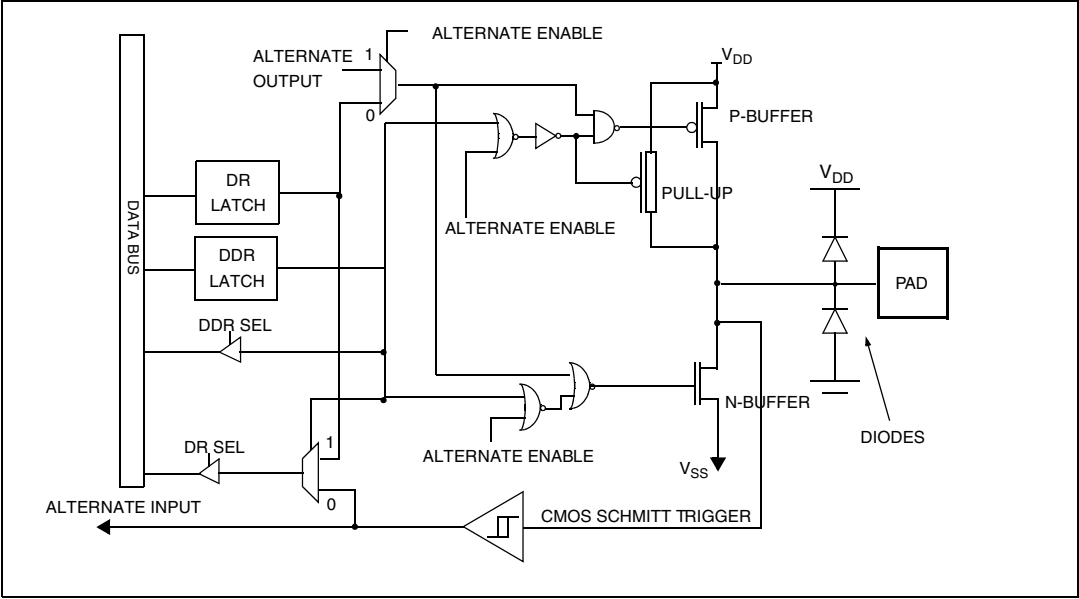 ALTERNATE ENABLE
ALTERNATE
OUTPUT
1
0
VDD
P-BUFFER
PULL-UP
ALTERNATE ENABLE
DR
LATCH
DATA BUS
DDR
LATCH
VDD
PAD
DDR SEL
N-BUFFER
DIODES
ALTERNATE ENABLE
VSS
DR SEL
1
0
ALTERNATE INPUT
CMOS SCHMITT TRIGGER